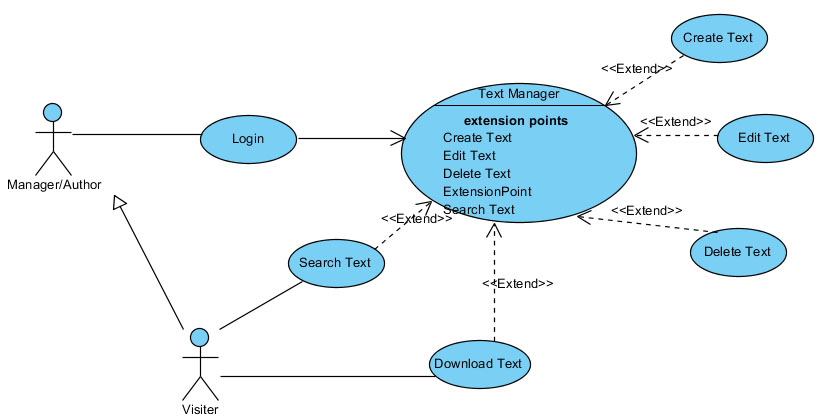 Create Text
<<Extend>>
Text Manager
extension points
Create Text
Edit Text
Delete Text
ExtensionPoint
Search Text
<<Extend>>
Edit Text
Login
Manager/Author
<<Extend>>
<<Extend>>
Delete Text
Search Text
<<Extend>>
Download Text
Visiter